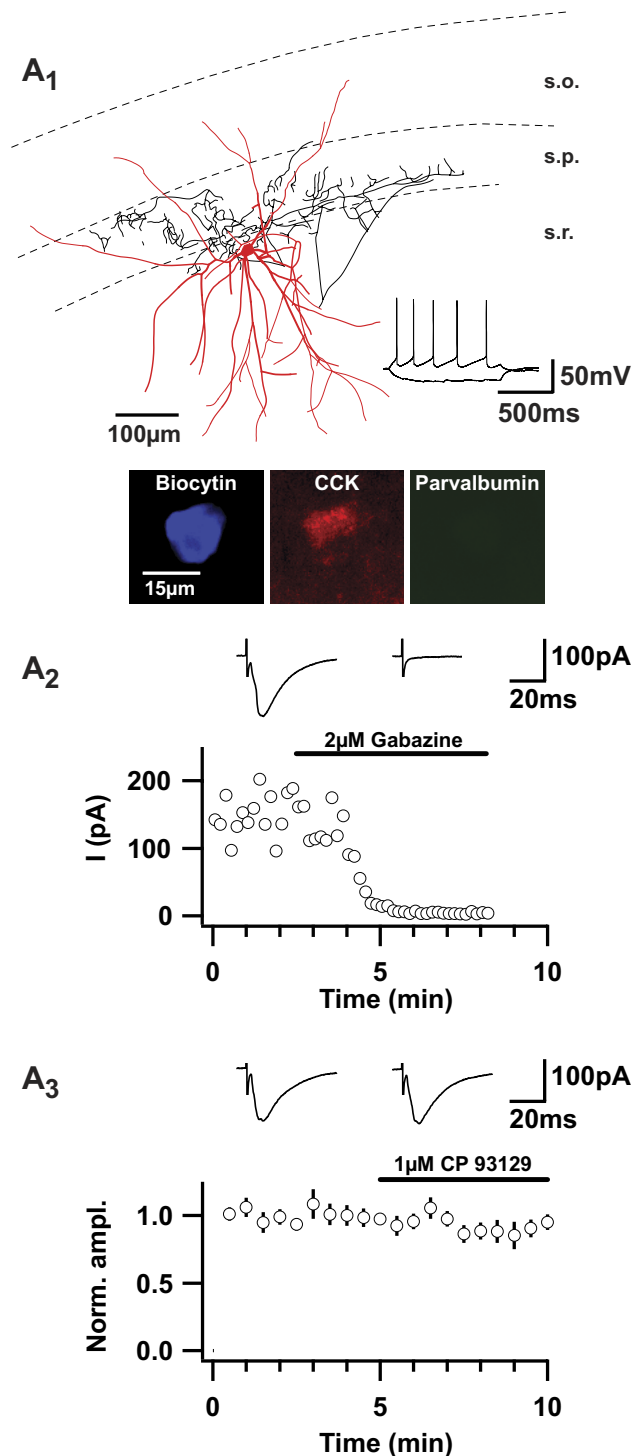 A1
s.o.
s.p.
s.r.
50mV
500ms
100µm
Biocytin CCK Parvalbumin
15µm
A2
100pA
20ms
2µM Gabazine
200
100
0
I (pA)
0 5 10
Time (min)
A3
100pA
20ms
1µM CP 93129
1.0
0.5
0.0
Norm. ampl.
0 5 10
Time (min)